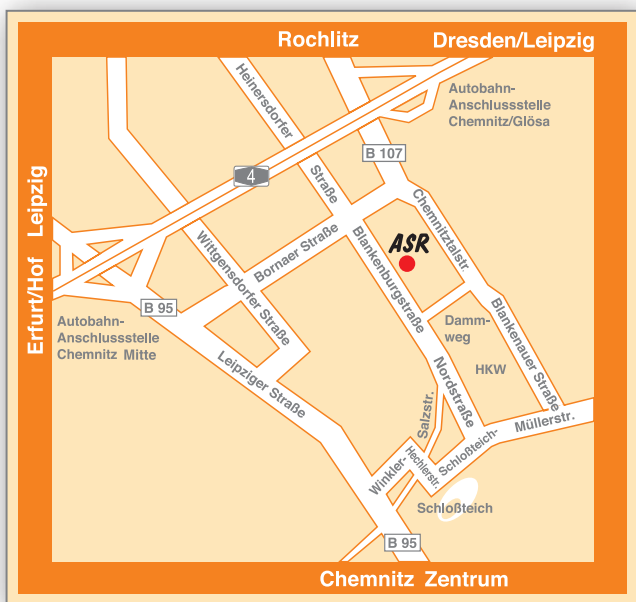 Rochlitz
Dresden/Leipzig
Heinersdorfer
Straße
Autobahn-
Anschlussstelle
Chemnitz/Glösa
B 107
4
Erfurt/Hof Leipzig
Chemnitztalstr.
Wittgensdorfer Straße
Bornaer Straße
Blankenburgstraße
ASR
B 95
Autobahn-
Anschlussstelle
Chemnitz Mitte
Leipziger Straße
Damm-
weg
Blankenauer Straße
HKW
Nordstraße
Salzstr.
Müllerstr.
Schloßteich-
Winkler-
Hechlerstr.
Schloßteich
B 95
Chemnitz Zentrum